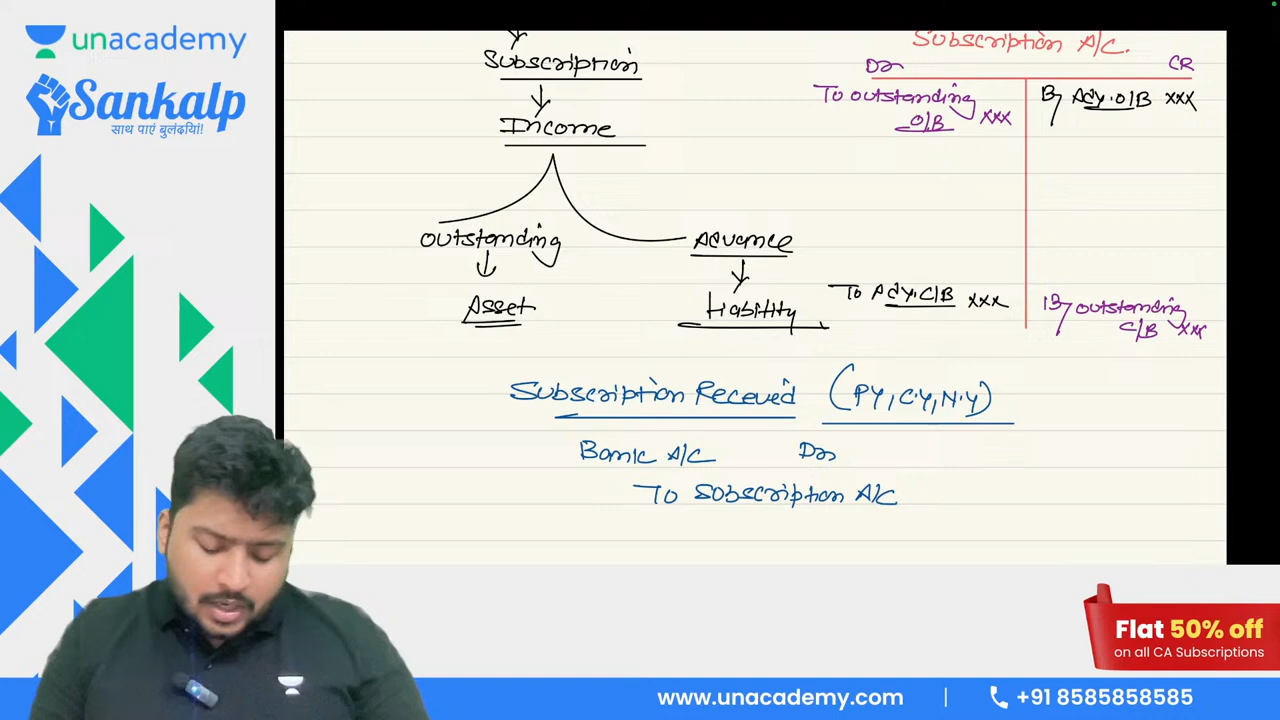 unacademy
Sankalp
साथ पाएं बुलंदियां!
Subscription
Income
Outstanding
Advance
Asset
Liability
Subscription A/C.
Dr
CR
To outstanding
O/B xxx
By Adv. O/B xxx
To Adv. C/B xxx
By outstanding
C/B xxx
Subscription Received (PY, C.Y, N.Y)
Bank A/C Dr
To Subscription A/C
Flat 50% off
on all CA Subscriptions
www.unacademy.com | +91 8585858585